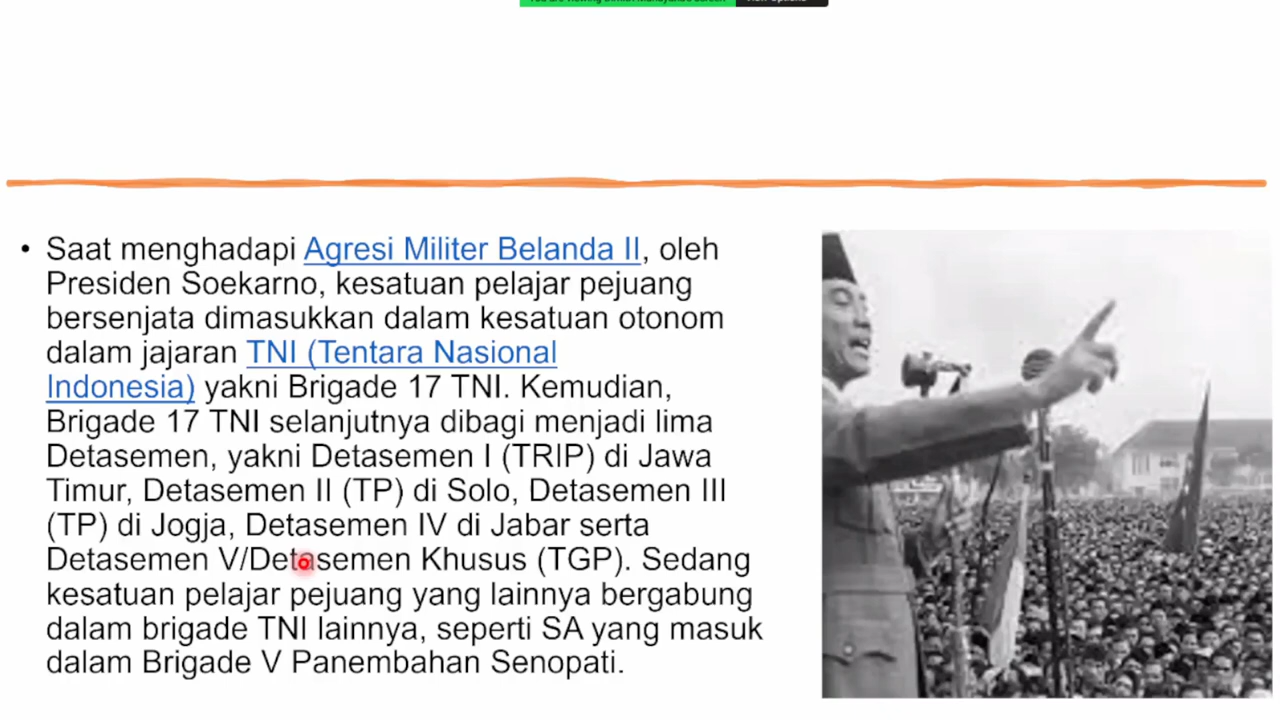 • Saat menghadapi Agresi Militer Belanda II, oleh
Presiden Soekarno, kesatuan pelajar pejuang
bersenjata dimasukkan dalam kesatuan otonom
dalam jajaran TNI (Tentara Nasional
Indonesia) yakni Brigade 17 TNI. Kemudian,
Brigade 17 TNI selanjutnya dibagi menjadi lima
Detasemen, yakni Detasemen I (TRIP) di Jawa
Timur, Detasemen II (TP) di Solo, Detasemen III
(TP) di Jogja, Detasemen IV di Jabar serta
Detasemen V/Detasemen Khusus (TGP). Sedang
kesatuan pelajar pejuang yang lainnya bergabung
dalam brigade TNI lainnya, seperti SA yang masuk
dalam Brigade V Panembahan Senopati.